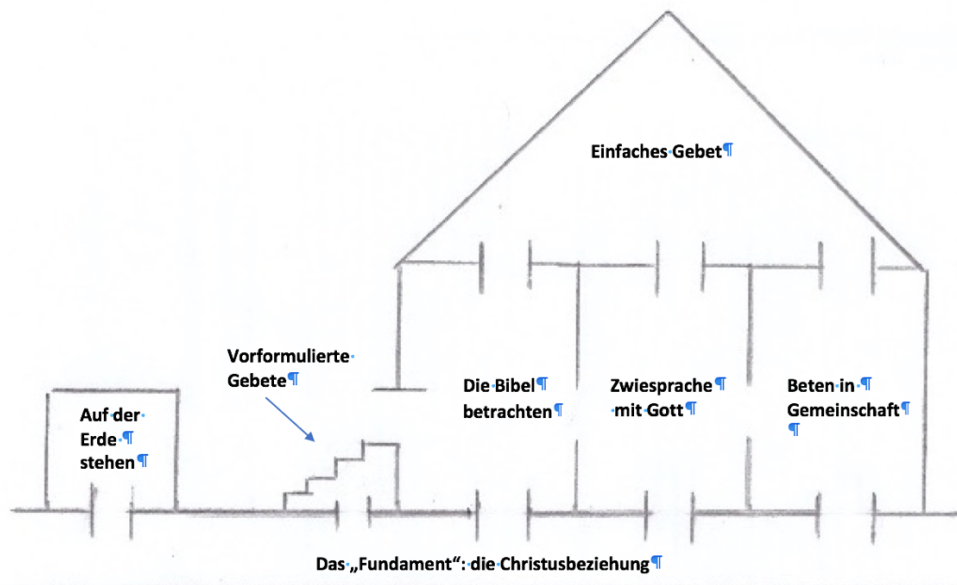 Einfaches Gebet¶
Vorformulierte
Gebete¶
Die Bibel¶
betrachten¶
Zwiesprache¶
mit Gott¶
Beten in¶
Gemeinschaft¶
¶
Auf der
Erde¶
stehen¶
Das „Fundament“: die Christusbeziehung¶